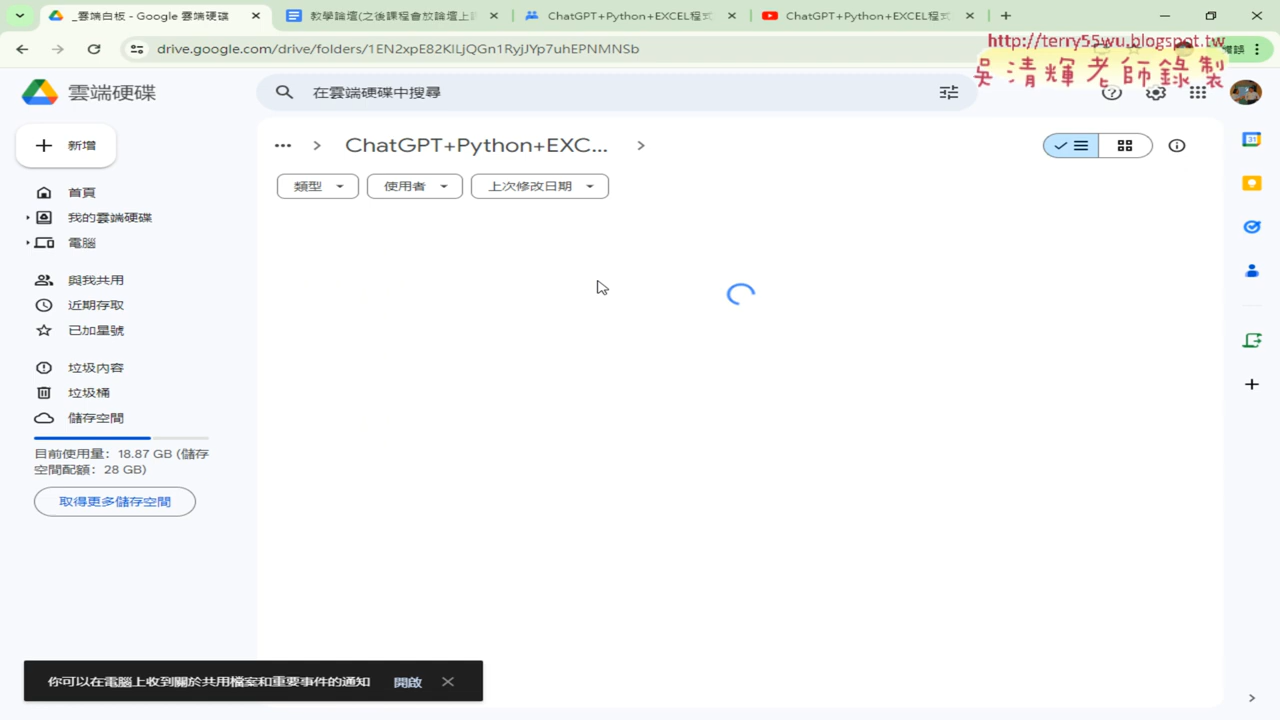 _雲端白板 - Google 雲端硬碟
教學論壇(之後課程會放論壇上課
ChatGPT+Python+EXCEL程式
ChatGPT+Python+EXCEL程式
drive.google.com/drive/folders/1EN2xpE82KlLjQGn1RyjJYp7uhEPNMNSb
http://terry55wu.blogspot.tw
吳清輝老師錄製
雲端硬碟
在雲端硬碟中搜尋
新增
ChatGPT+Python+EXC...
類型
使用者
上次修改日期
首頁
我的雲端硬碟
電腦
與我共用
近期存取
已加星號
垃圾內容
垃圾桶
儲存空間
目前使用量：18.87 GB (儲存
空間配額：28 GB)
取得更多儲存空間
你可以在電腦上收到關於共用檔案和重要事件的通知
開啟